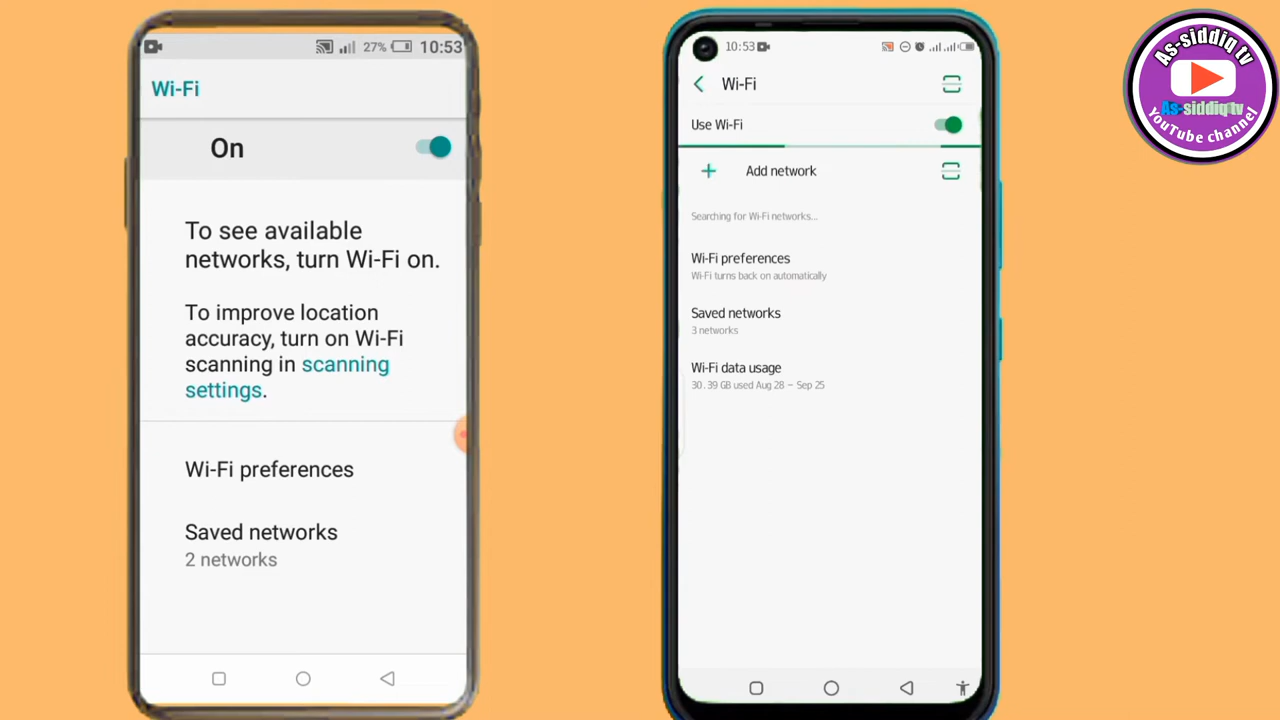 27% 10:53
Wi-Fi
On
To see available
networks, turn Wi-Fi on.
To improve location
accuracy, turn on Wi-Fi
scanning in scanning
settings.
Wi-Fi preferences
Saved networks
2 networks
10:53
Wi-Fi
Use Wi-Fi
Add network
Searching for Wi-Fi networks...
Wi-Fi preferences
Wi-Fi turns back on automatically
Saved networks
3 networks
Wi-Fi data usage
30.39 GB used Aug 28 – Sep 25
As-siddiq tv
As-siddiq tv
YouTube channel